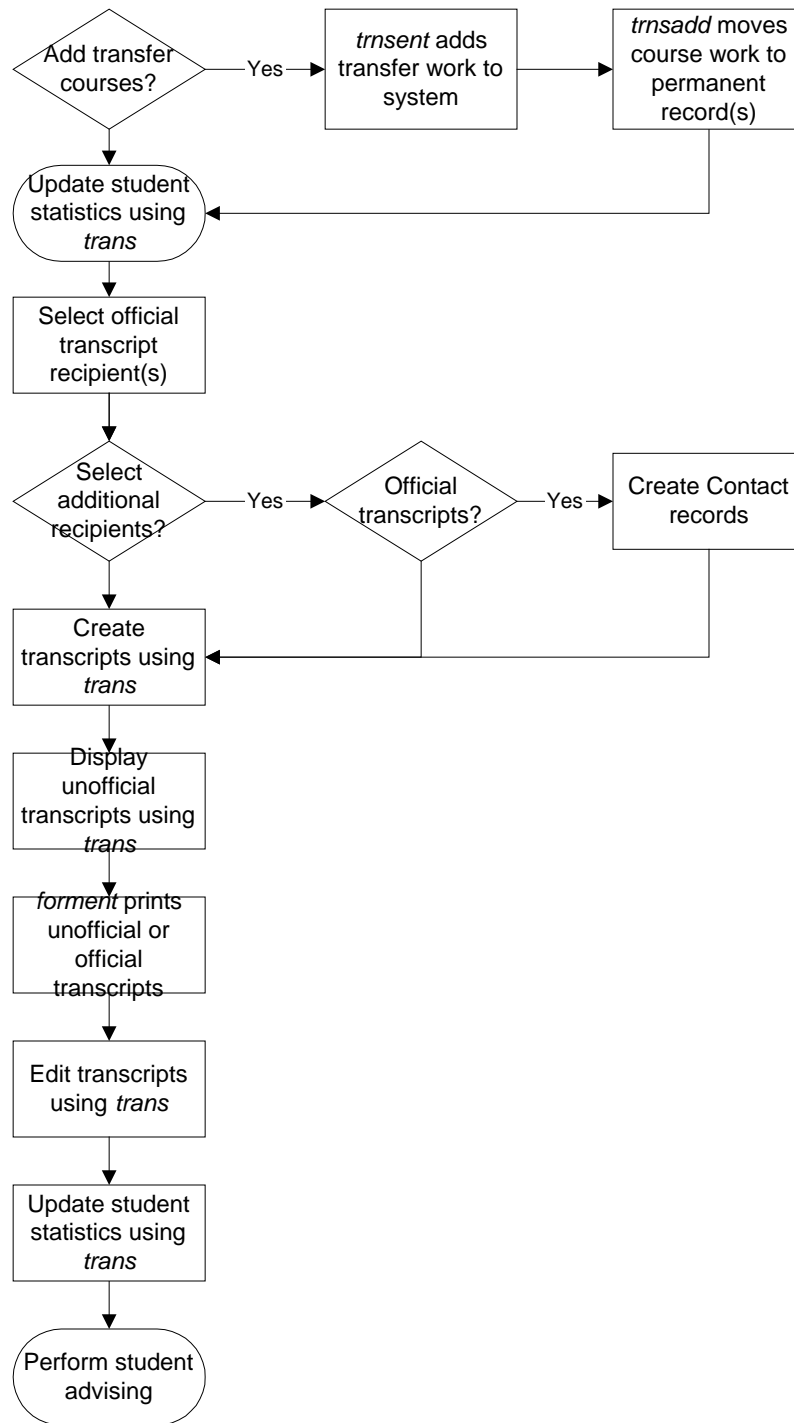 Add transfer
courses?
Yes
trnsent adds
transfer work to
system
trnsadd moves
course work to
permanent
record(s)
Update student
statistics using
trans
Select official
transcript
recipient(s)
Select
additional
recipients?
Yes
Official
transcripts?
Yes
Create Contact
records
Create
transcripts using
trans
Display
unofficial
transcripts using
trans
forment prints
unofficial or
official
transcripts
Edit transcripts
using trans
Update student
statistics using
trans
Perform student
advising